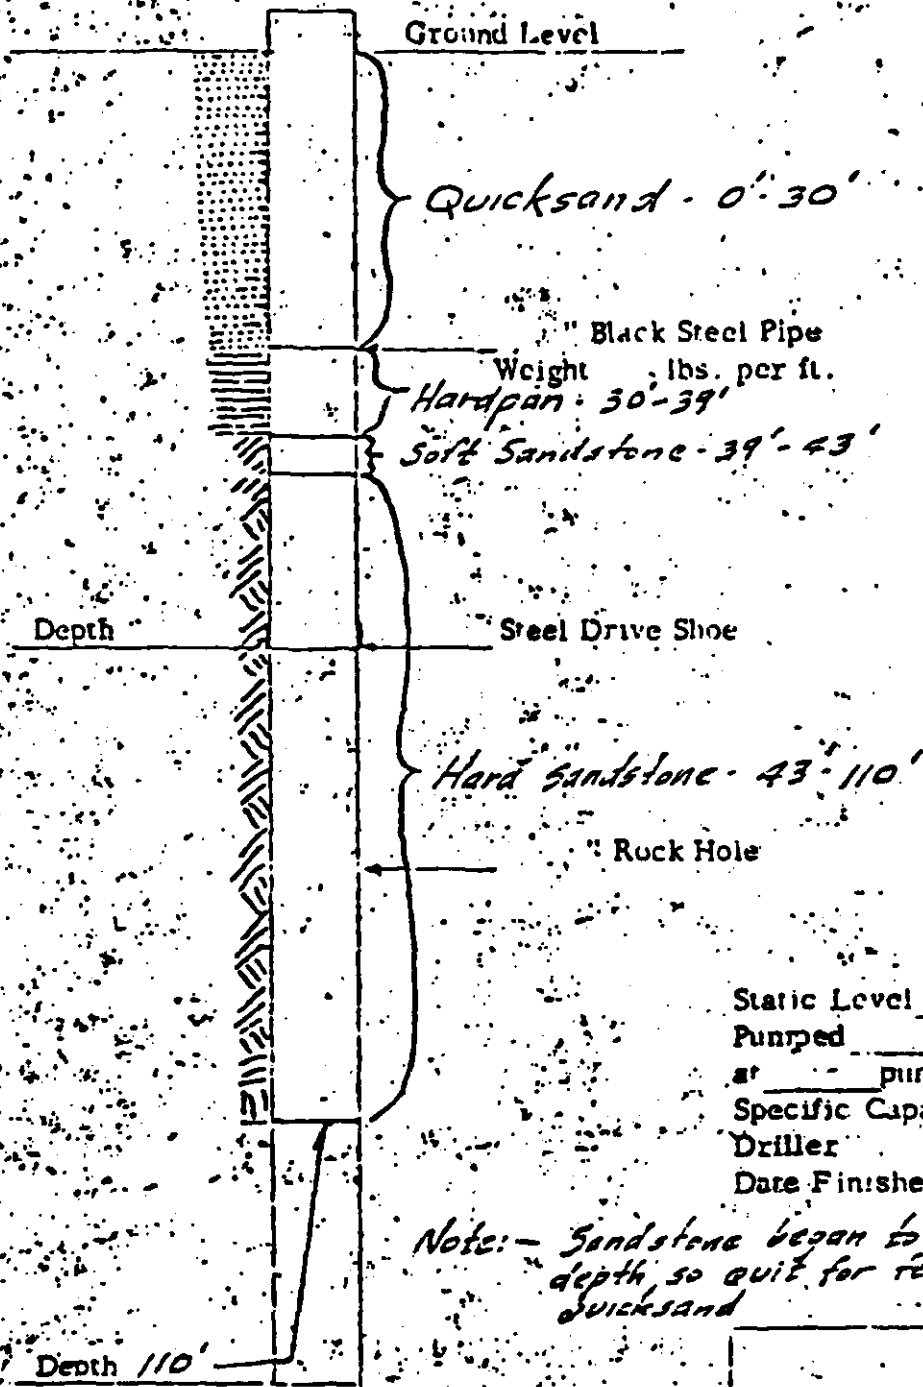 Ground Level
Quicksand - 0'-30'
" Black Steel Pipe
Weight lbs. per ft.
Hardpan - 30'-39'
Soft Sandstone - 39'-43'
Depth
Steel Drive Shoe
Hard Sandstone - 43'-110'
" Rock Hole
Static Level
Pumped
at
Specific
Driller
Date
Note:- Sandstone began to
depth, so quit for
quicksand
Depth 110'